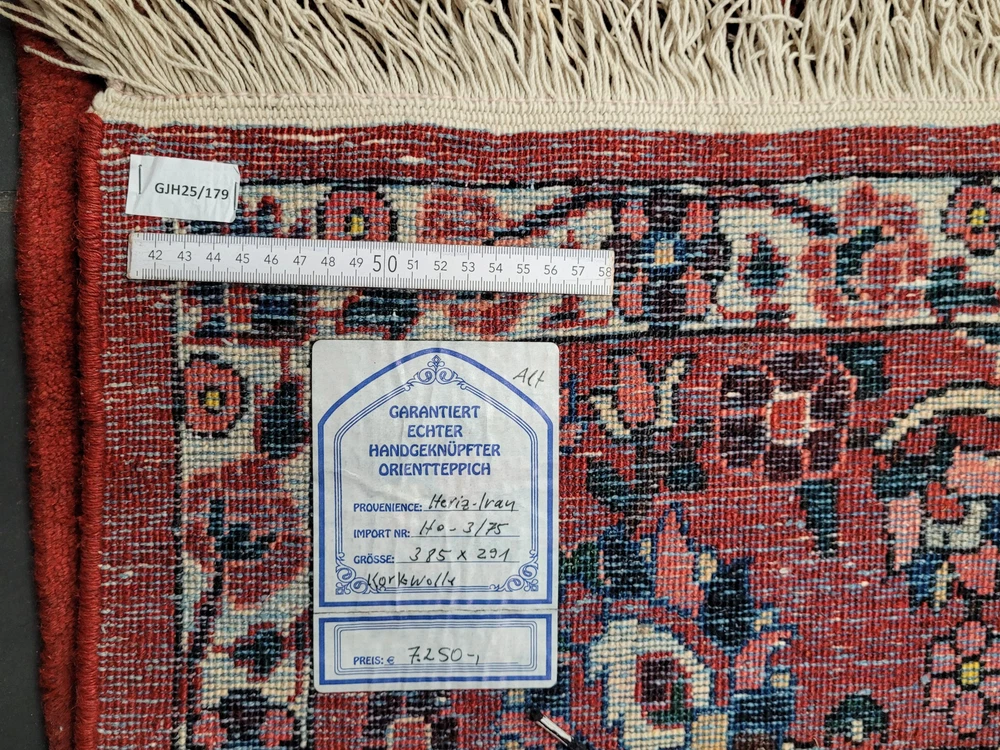 GJH25/179
42 43 44 45 46 47 48 49 50 51 52 53 54 55 56 57 58
Alt
GARANTIERT
ECHTER
HANDGEKNÜPFTER
ORIENTTEPPICH
PROVENIENCE: Heriz-Iran
IMPORT NR: HO-3/75
GRÖSSE: 385 x 291
Korkwolle
PREIS: € 7.250-,